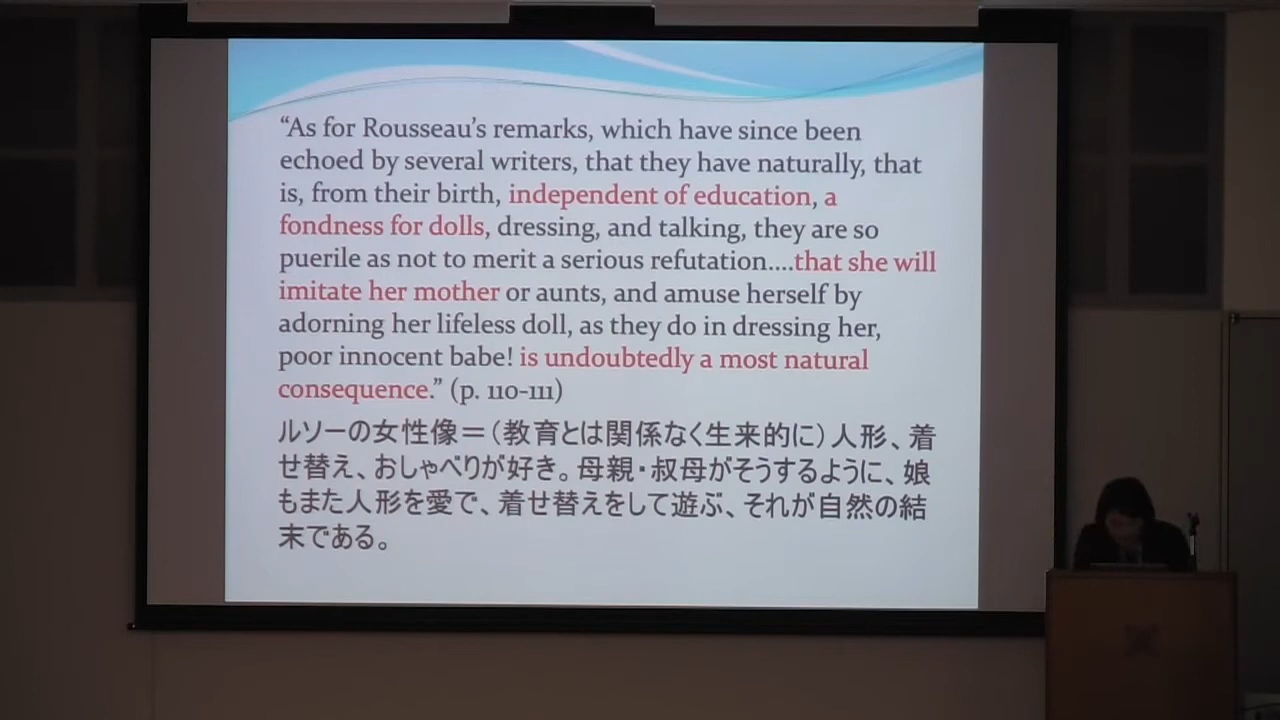 “As for Rousseau’s remarks, which have since been
echoed by several writers, that they have naturally, that
is, from their birth, independent of education, a
fondness for dolls, dressing, and talking, they are so
puerile as not to merit a serious refutation....that she will
imitate her mother or aunts, and amuse herself by
adorning her lifeless doll, as they do in dressing her,
poor innocent babe! is undoubtedly a most natural
consequence.” (p. 110-111)
ルソーの女性像＝（教育とは関係なく生来的に）人形、着
せ替え、おしゃべりが好き。母親・叔母がそうするように、娘
もまた人形を愛で、着せ替えをして遊ぶ、それが自然の結
末である。